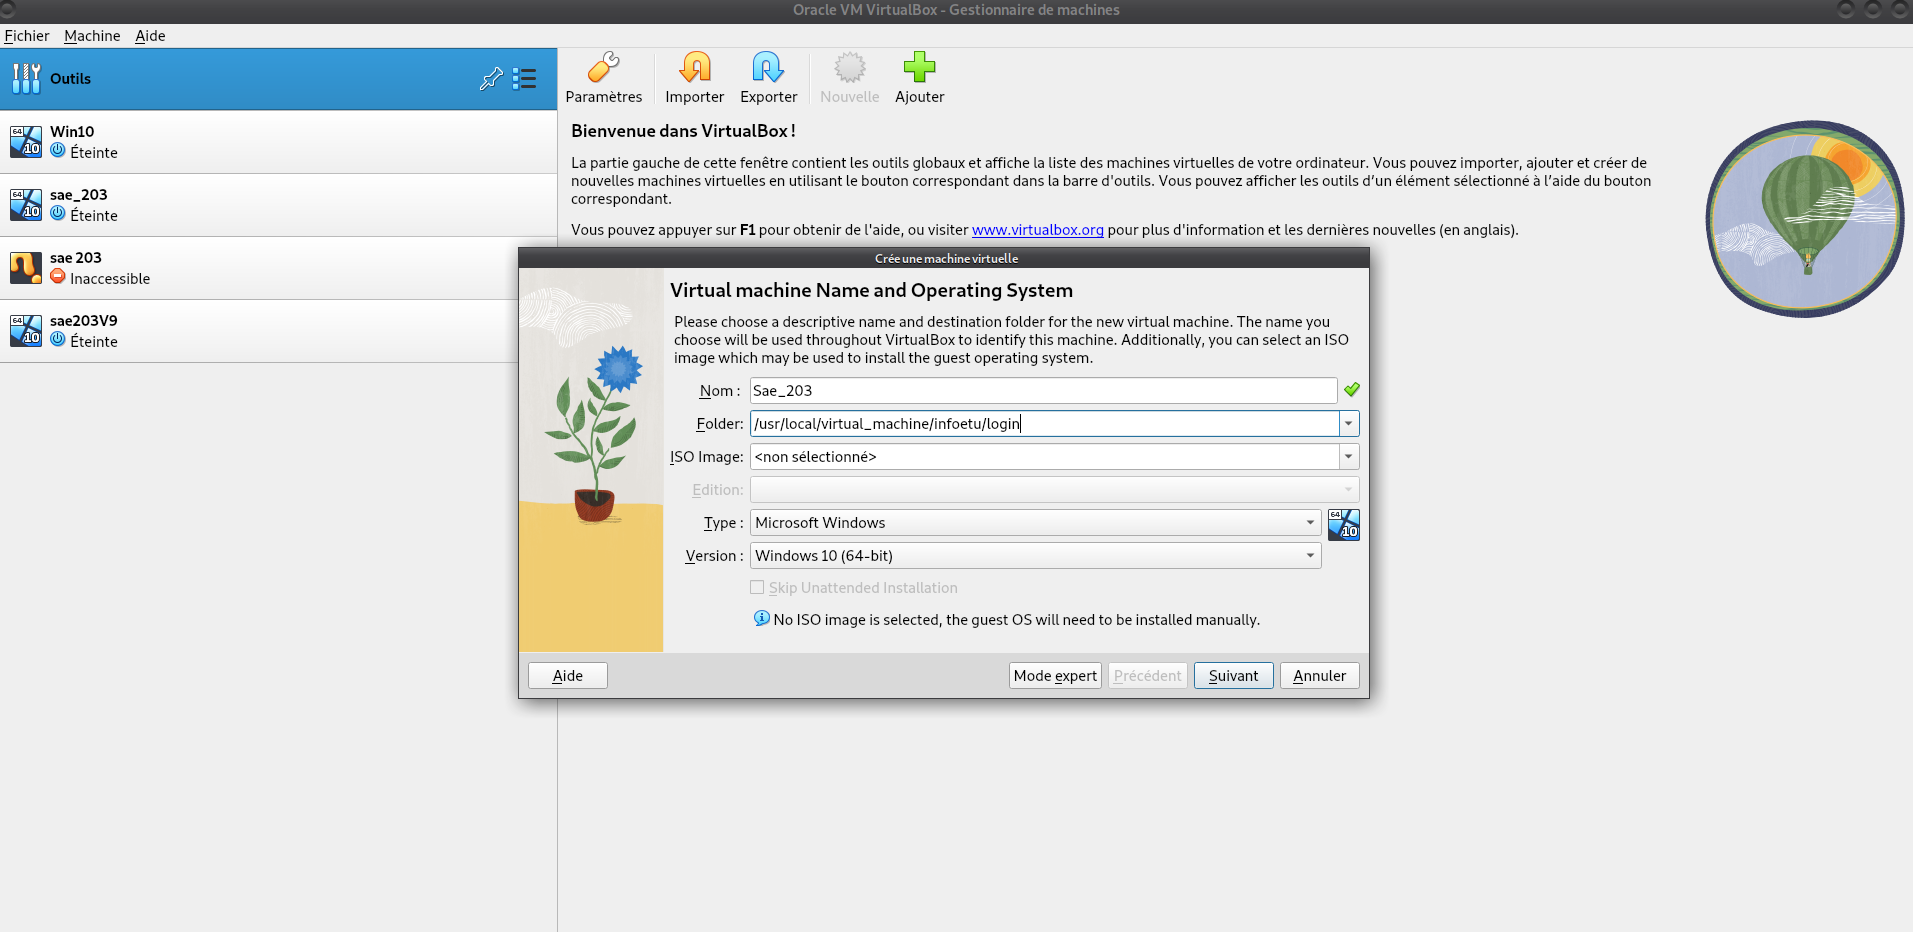 Oracle VM VirtualBox - Gestionnaire de machines
Fichier Machine Aide
Outils
Paramètres Importer Exporter Nouvelle Ajouter
Win10
Éteinte
sae_203
Éteinte
sae 203
Inaccessible
sae203V9
Éteinte
Bienvenue dans VirtualBox !
La partie gauche de cette fenêtre contient les outils globaux et affiche la liste des machines virtuelles de votre ordinateur. Vous pouvez importer, ajouter et créer de
nouvelles machines virtuelles en utilisant le bouton correspondant dans la barre d'outils. Vous pouvez afficher les outils d’un élément sélectionné à l’aide du bouton
correspondant.
Vous pouvez appuyer sur F1 pour obtenir de l'aide, ou visiter www.virtualbox.org pour plus d'information et les dernières nouvelles (en anglais).
Crée une machine virtuelle
Virtual machine Name and Operating System
Please choose a descriptive name and destination folder for the new virtual machine. The name you
choose will be used throughout VirtualBox to identify this machine. Additionally, you can select an ISO
image which may be used to install the guest operating system.
Nom : Sae_203
Folder: /usr/local/virtual_machine/infoetu/login
ISO Image: <non sélectionné>
Edition:
Type : Microsoft Windows
64
10
Version : Windows 10 (64-bit)
Skip Unattended Installation
No ISO image is selected, the guest OS will need to be installed manually.
Aide Mode expert Précédent Suivant Annuler